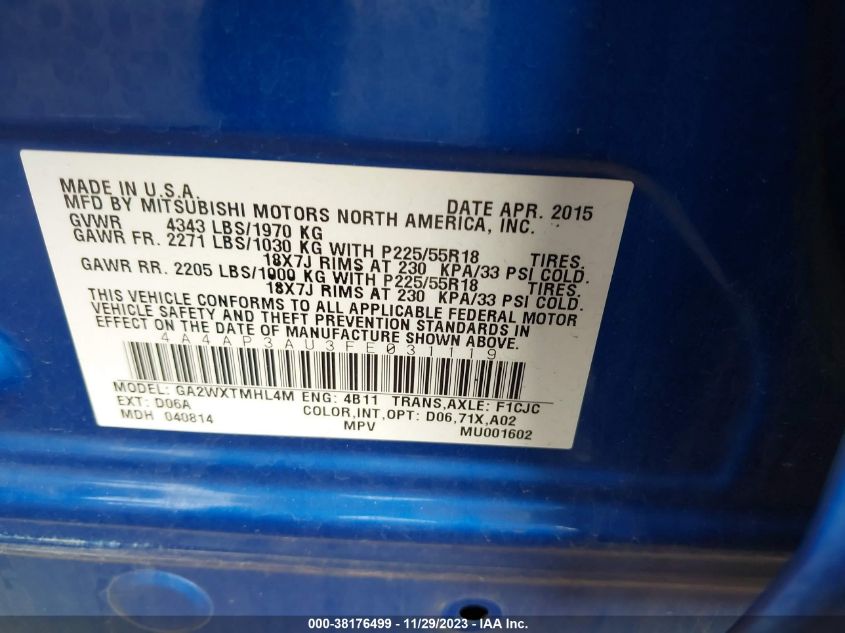 MADE IN U.S.A. DATE APR. 2015
MFD BY MITSUBISHI MOTORS NORTH AMERICA, INC.
GVWR 4343 LBS/1970 KG
GAWR FR. 2271 LBS/1030 KG WITH P225/55R18 TIRES.
18X7J RIMS AT 230 KPA/33 PSI COLD.
GAWR RR. 2205 LBS/1000 KG WITH P225/55R18 TIRES.
18X7J RIMS AT 230 KPA/33 PSI COLD.
THIS VEHICLE CONFORMS TO ALL APPLICABLE FEDERAL MOTOR
VEHICLE SAFETY AND THEFT PREVENTION STANDARDS IN
EFFECT ON THE DATE OF MANUFACTURE SHOWN ABOVE.
4A4AP3AU3FE031119
MODEL: GA2WXTMHL4M ENG: 4B11 TRANS,AXLE: F1CJC
EXT: D06A COLOR,INT,OPT: D06,71X,A02
MDH 040814 MPV MU001602
000-38176499 - 11/29/2023 - IAAI.com